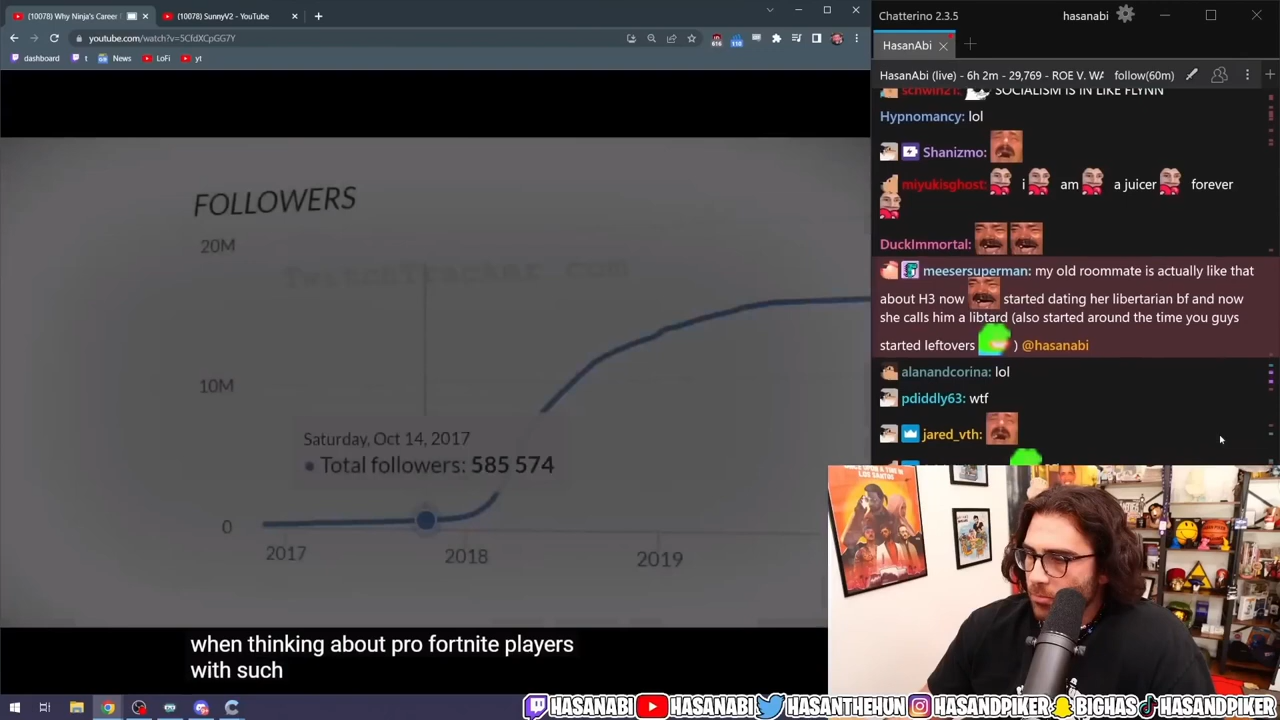 (10078) Why Ninja's Career
(10078) SunnyV2 - YouTube
youtube.com/watch?v=5CfdXCpGG7Y
616
118
dashboard
t
News
LoFi
yt
FOLLOWERS
20M
10M
0
Saturday, Oct 14, 2017
Total followers: 585 574
2017
2018
2019
when thinking about pro fortnite players
with such
Chatterino 2.3.5
hasanabi
HasanAbi
HasanAbi (live) - 6h 2m - 29,769 - ROE V. WA
follow(60m)
schwin21: SOCIALISM IS IN LIKE FLYNN
Hypnomancy: lol
Shanizmo:
miyukisghost: i am a juicer forever
DuckImmortal:
meesersuperman: my old roommate is actually like that
about H3 now started dating her libertarian bf and now
she calls him a libtard (also started around the time you guys
started leftovers ) @hasanabi
alanandcorina: lol
pdiddly63: wtf
jared_vth:
HASANABI HASANABI HASANTHEHUN HASANDPIKER BIGHAS HASANDPIKER